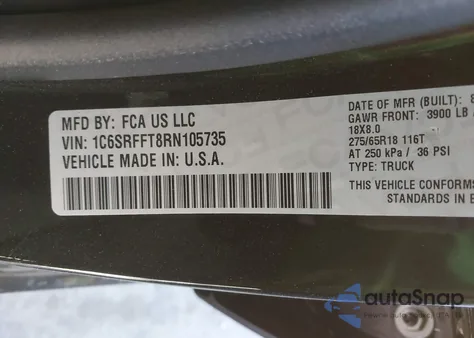 MFD BY: FCA US LLC
VIN: 1C6SRFFT8RN105735
VEHICLE MADE IN: U.S.A.
DATE OF MFR (BUILT): 8
GAWR FRONT: 3900 LB
18X8.0
275/65R18 116T
AT 250 kPa / 36 PSI
TYPE: TRUCK
THIS VEHICLE CONFORMS
STANDARDS IN E
autoSnap